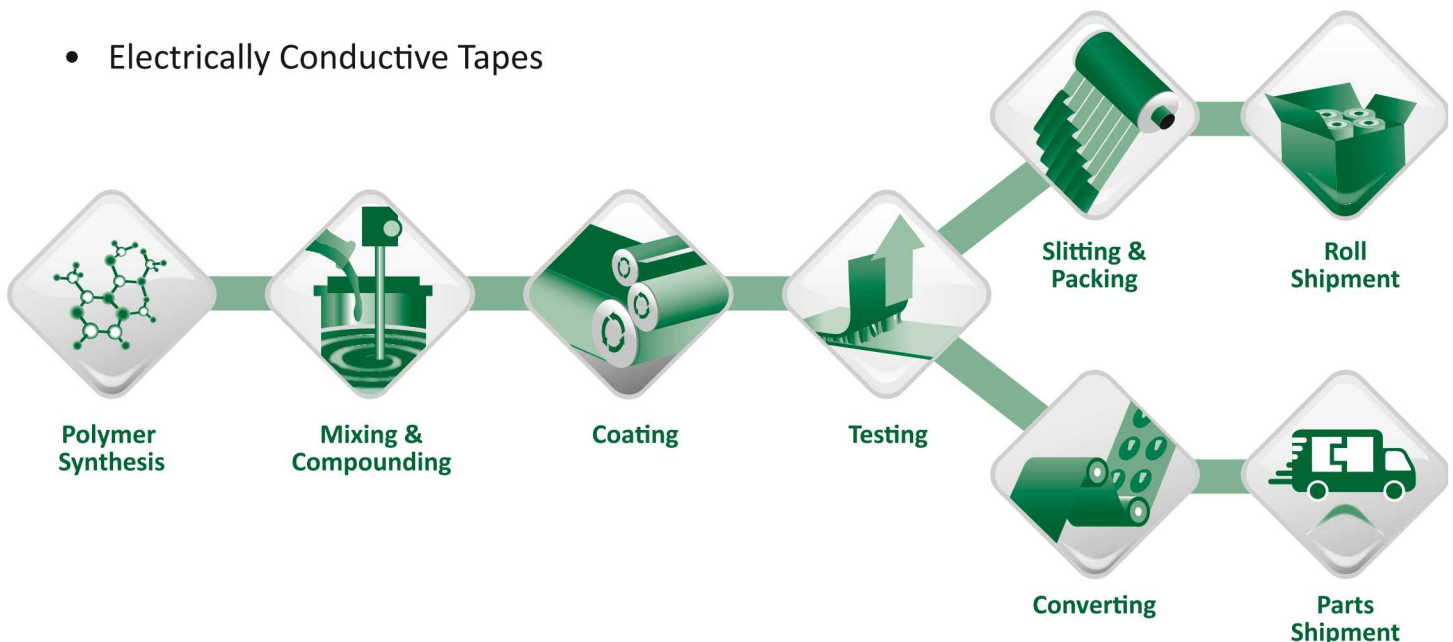 • Electrically Conductive Tapes
Polymer
Synthesis
Mixing &
Compounding
Coating
Testing
Slitting &
Packing
Roll
Shipment
Converting
Parts
Shipment